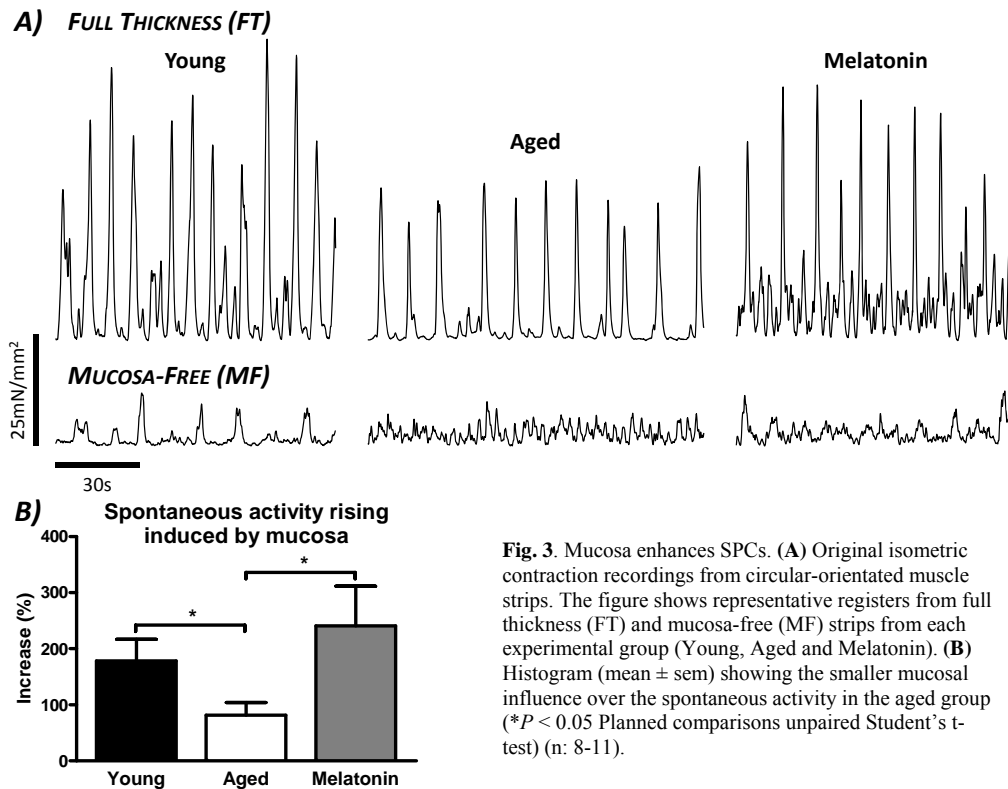 A) FULL THICKNESS (FT)
Young
Aged
Melatonin
25mN/mm²
MUCOSA-FREE (MF)
30s
B)
Spontaneous activity rising
induced by mucosa
Increase (%)
400
300
200
100
0
*
*
Young
Aged
Melatonin
Fig. 3. Mucosa enhances SPCs. (A) Original isometric
contraction recordings from circular-orientated muscle
strips. The figure shows representative registers from full
thickness (FT) and mucosa-free (MF) strips from each
experimental group (Young, Aged and Melatonin). (B)
Histogram (mean ± sem) showing the smaller mucosal
influence over the spontaneous activity in the aged group
(*P < 0.05 Planned comparisons unpaired Student’s t-
test) (n: 8-11).